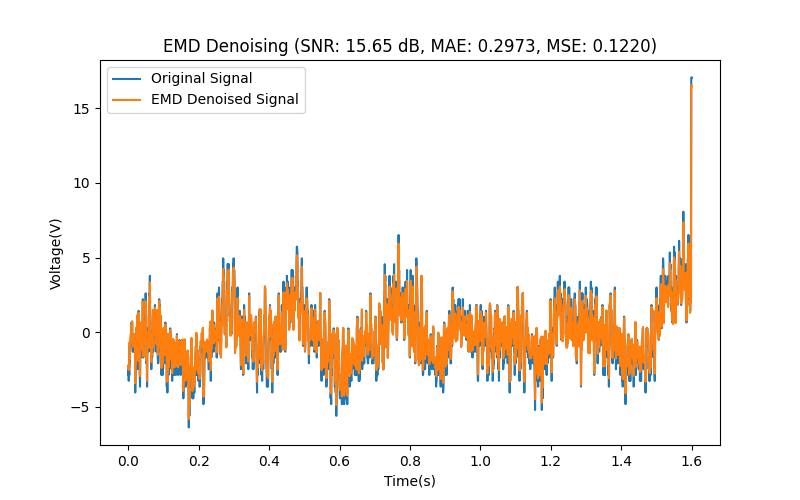 EMD Denoising (SNR: 15.65 dB, MAE: 0.2973, MSE: 0.1220)
Original Signal
EMD Denoised Signal
15
10
5
0
−5
Voltage(V)
0.0 0.2 0.4 0.6 0.8 1.0 1.2 1.4 1.6
Time(s)